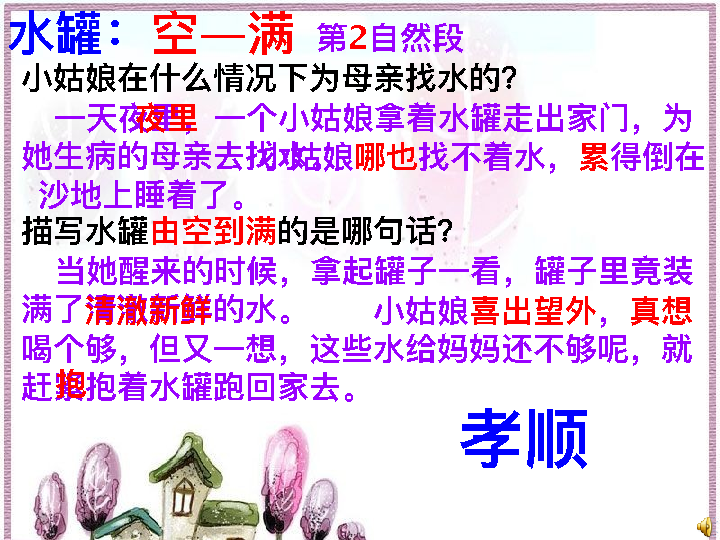 水罐：空—满 第2自然段
小姑娘在什么情况下为母亲找水的?
一天夜里，一个小姑娘拿着水罐走出家门，为
她生病的母亲去找水。小姑娘哪也找不着水，累得倒在
沙地上睡着了。
描写水罐由空到满的是哪句话?
当她醒来的时候，拿起罐子一看，罐子里竟装
满了清澈新鲜的水。 小姑娘喜出望外，真想
喝个够，但又一想，这些水给妈妈还不够呢，就
赶紧抱着水罐跑回家去。
孝顺